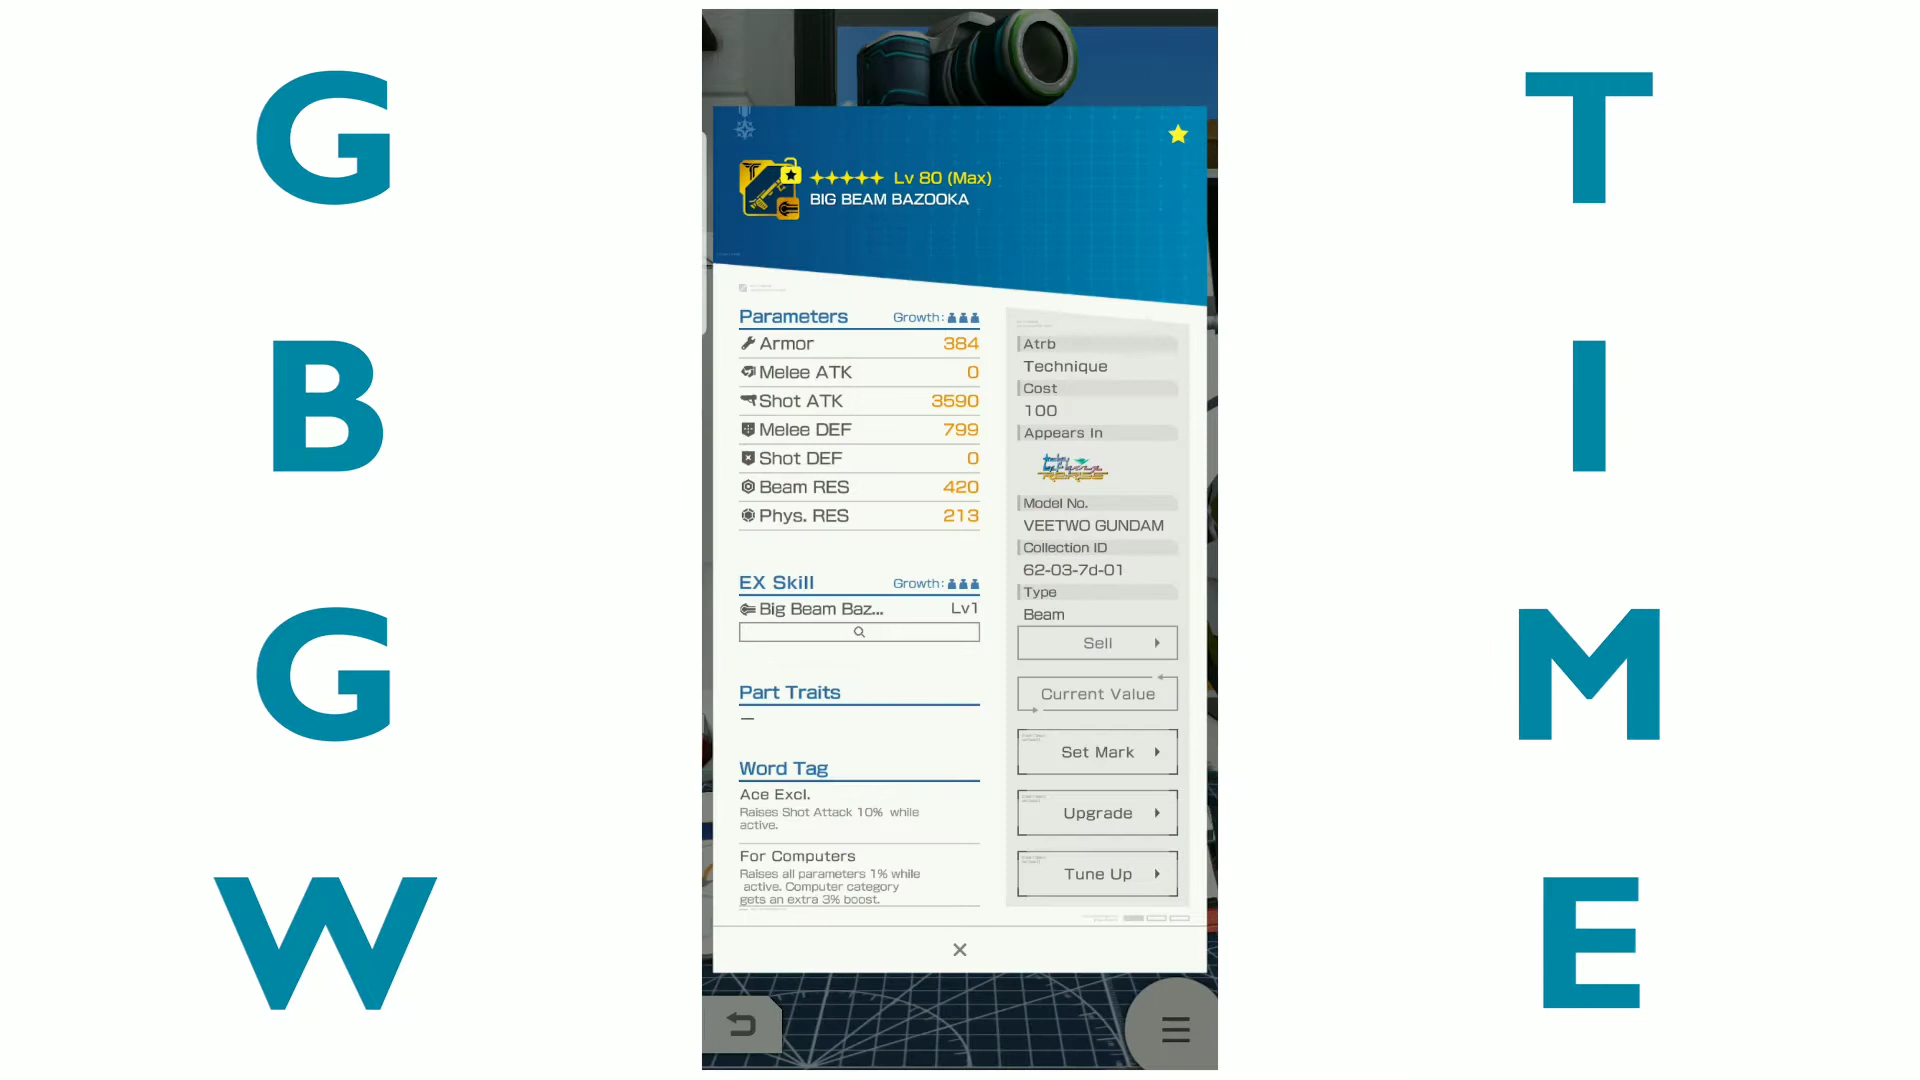 G
B
G
W
T
I
M
E
Lv 80 (Max)
BIG BEAM BAZOOKA
Parameters
Growth:
Armor 384
Melee ATK 0
Shot ATK 3590
Melee DEF 799
Shot DEF 0
Beam RES 420
Phys. RES 213
EX Skill
Growth:
Big Beam Baz... Lv1
Part Traits
—
Word Tag
Ace Excl.
Raises Shot Attack 10% while
active.
For Computers
Raises all parameters 1% while
active. Computer category
gets an extra 3% boost.
Atrb
Technique
Cost
100
Appears In
Model No.
VEETWO GUNDAM
Collection ID
62-03-7d-01
Type
Beam
Sell
Current Value
Set Mark
Upgrade
Tune Up